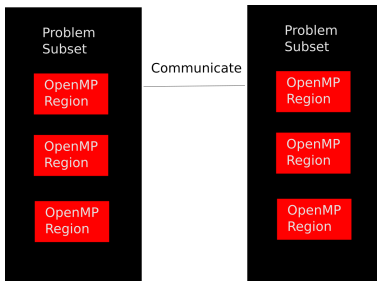 Problem
Subset
OpenMP
Region
OpenMP
Region
OpenMP
Region
Communicate
Problem
Subset
OpenMP
Region
OpenMP
Region
OpenMP
Region